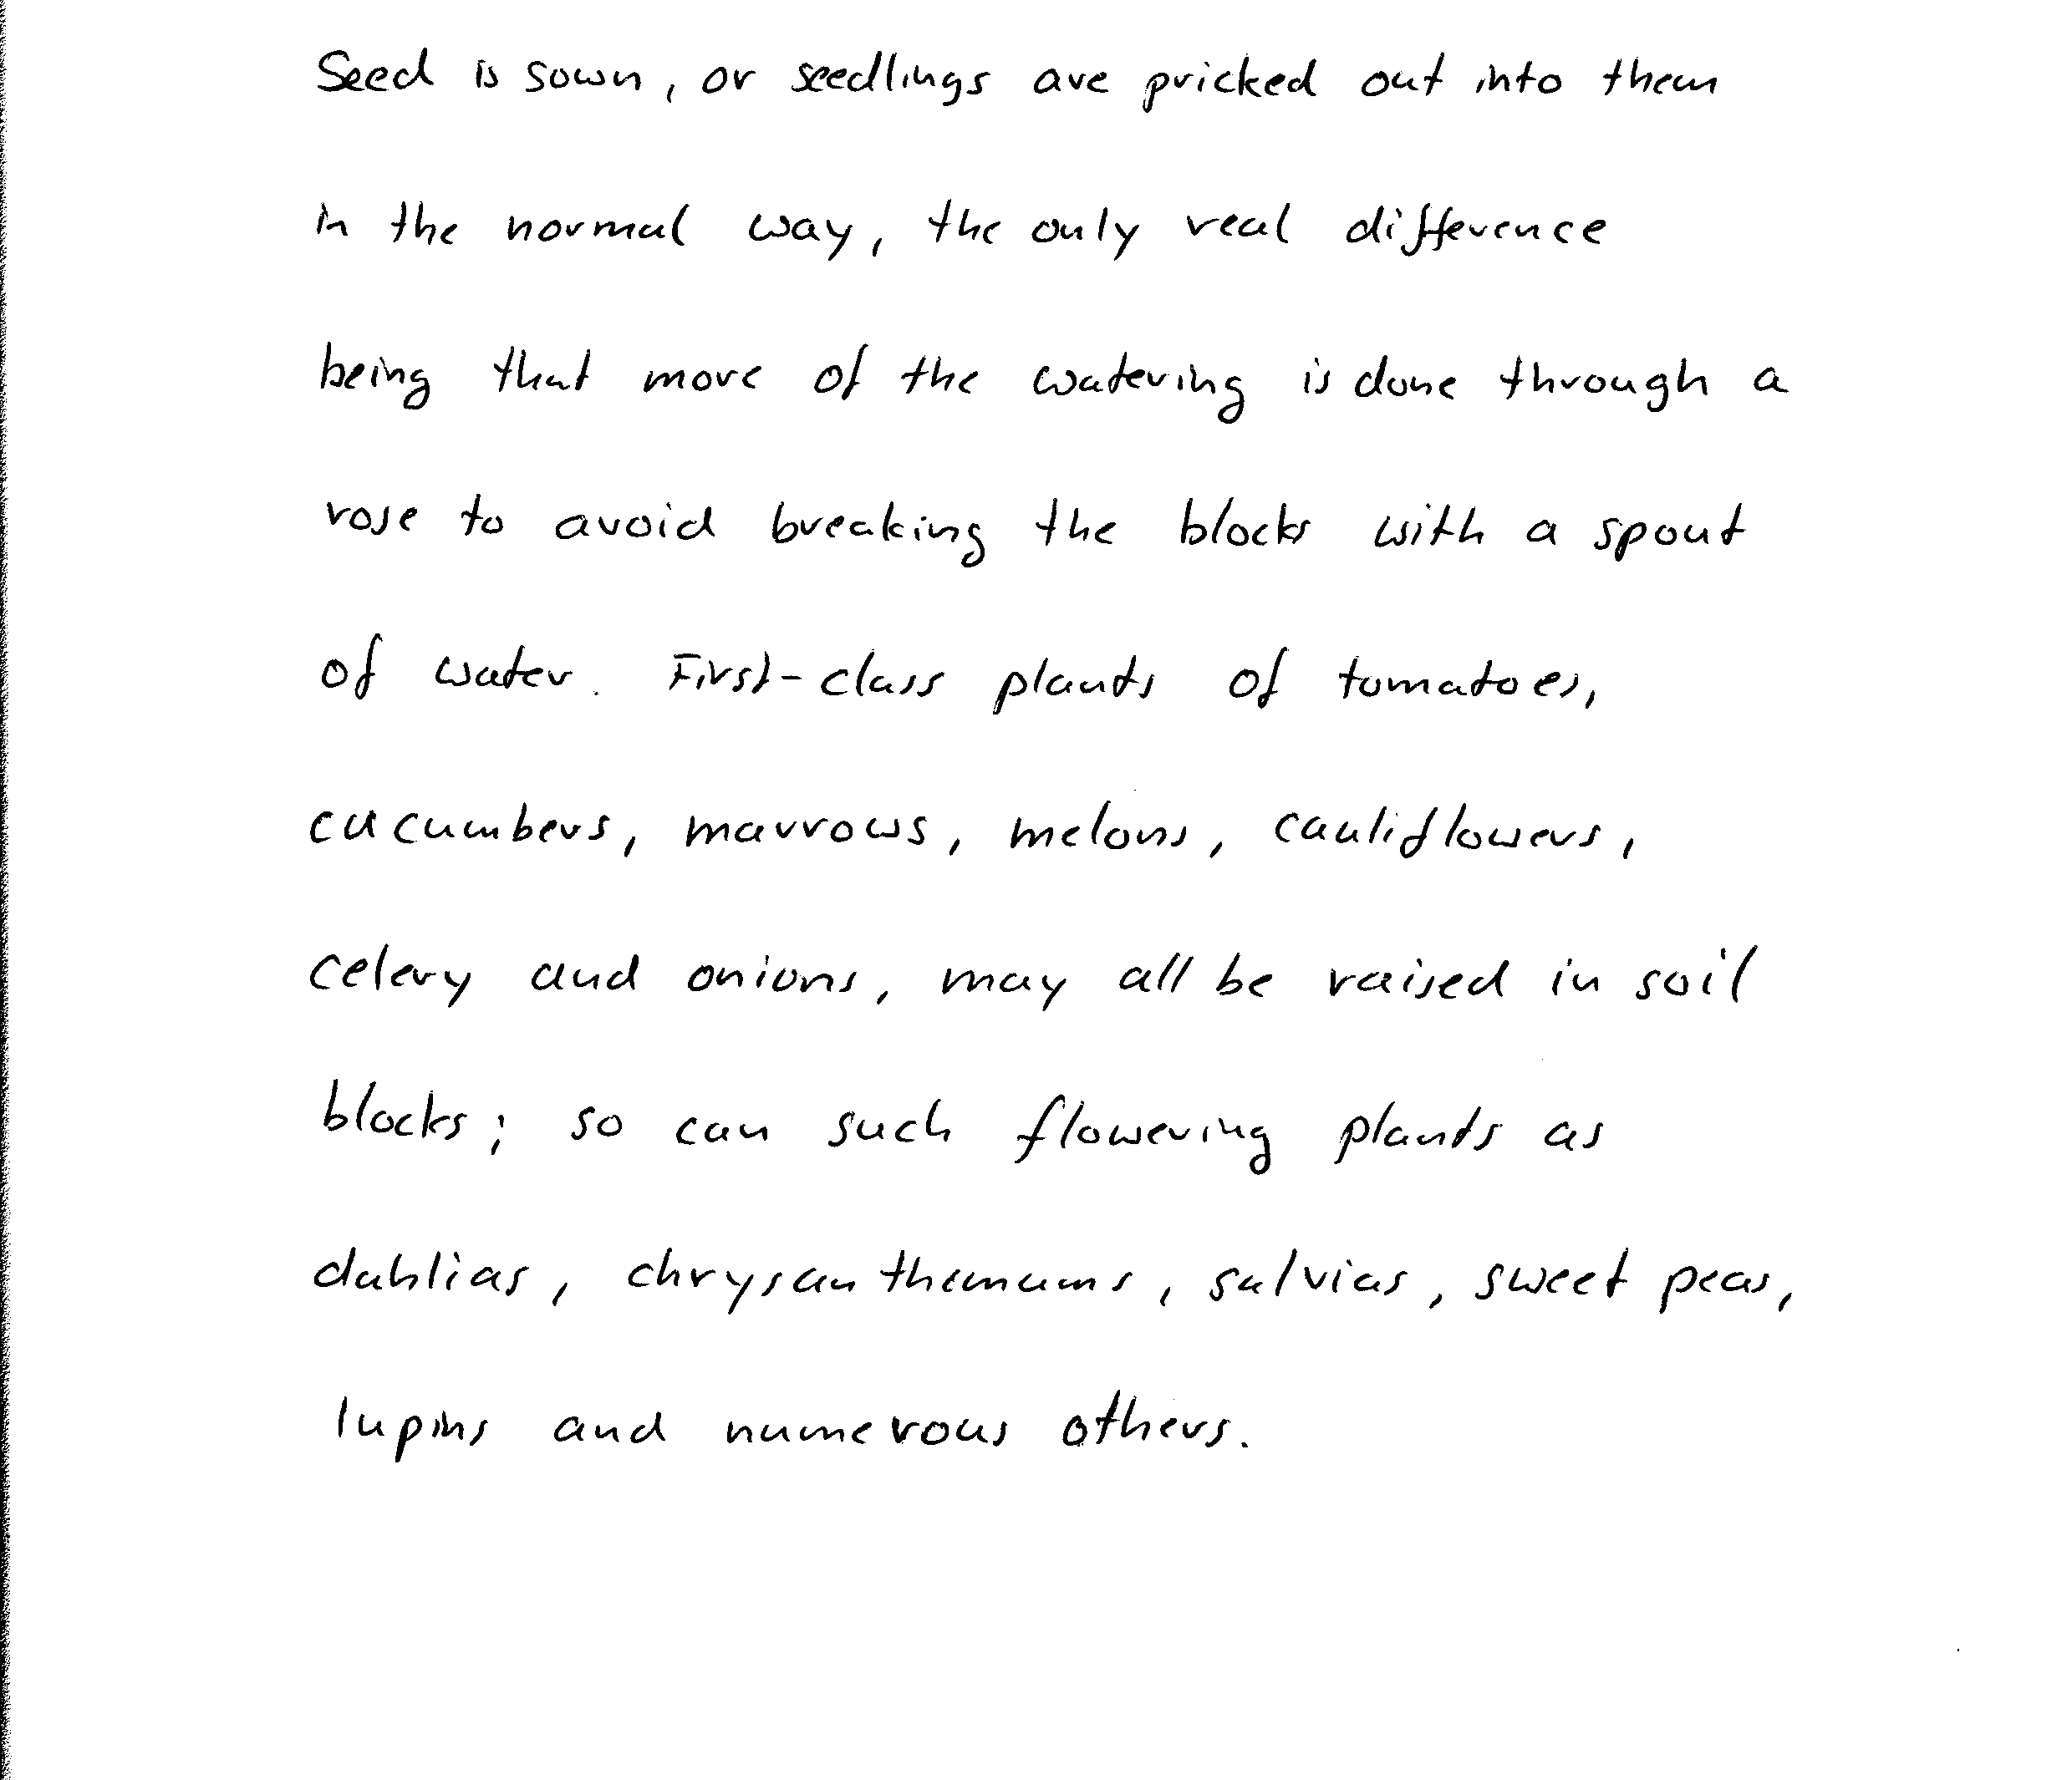 Seed is sown, or seedlings are pricked out into them
in the normal way, the only real difference
being that more of the watering is done through a
rose to avoid breaking the blocks with a spout
of water. First-class plants of tomatoes,
cucumbers, marrows, melons, cauliflowers,
celery and onions, may all be raised in soil
blocks; so can such flowering plants as
dahlias, chrysanthemums, salvias, sweet peas,
lupins and numerous others.